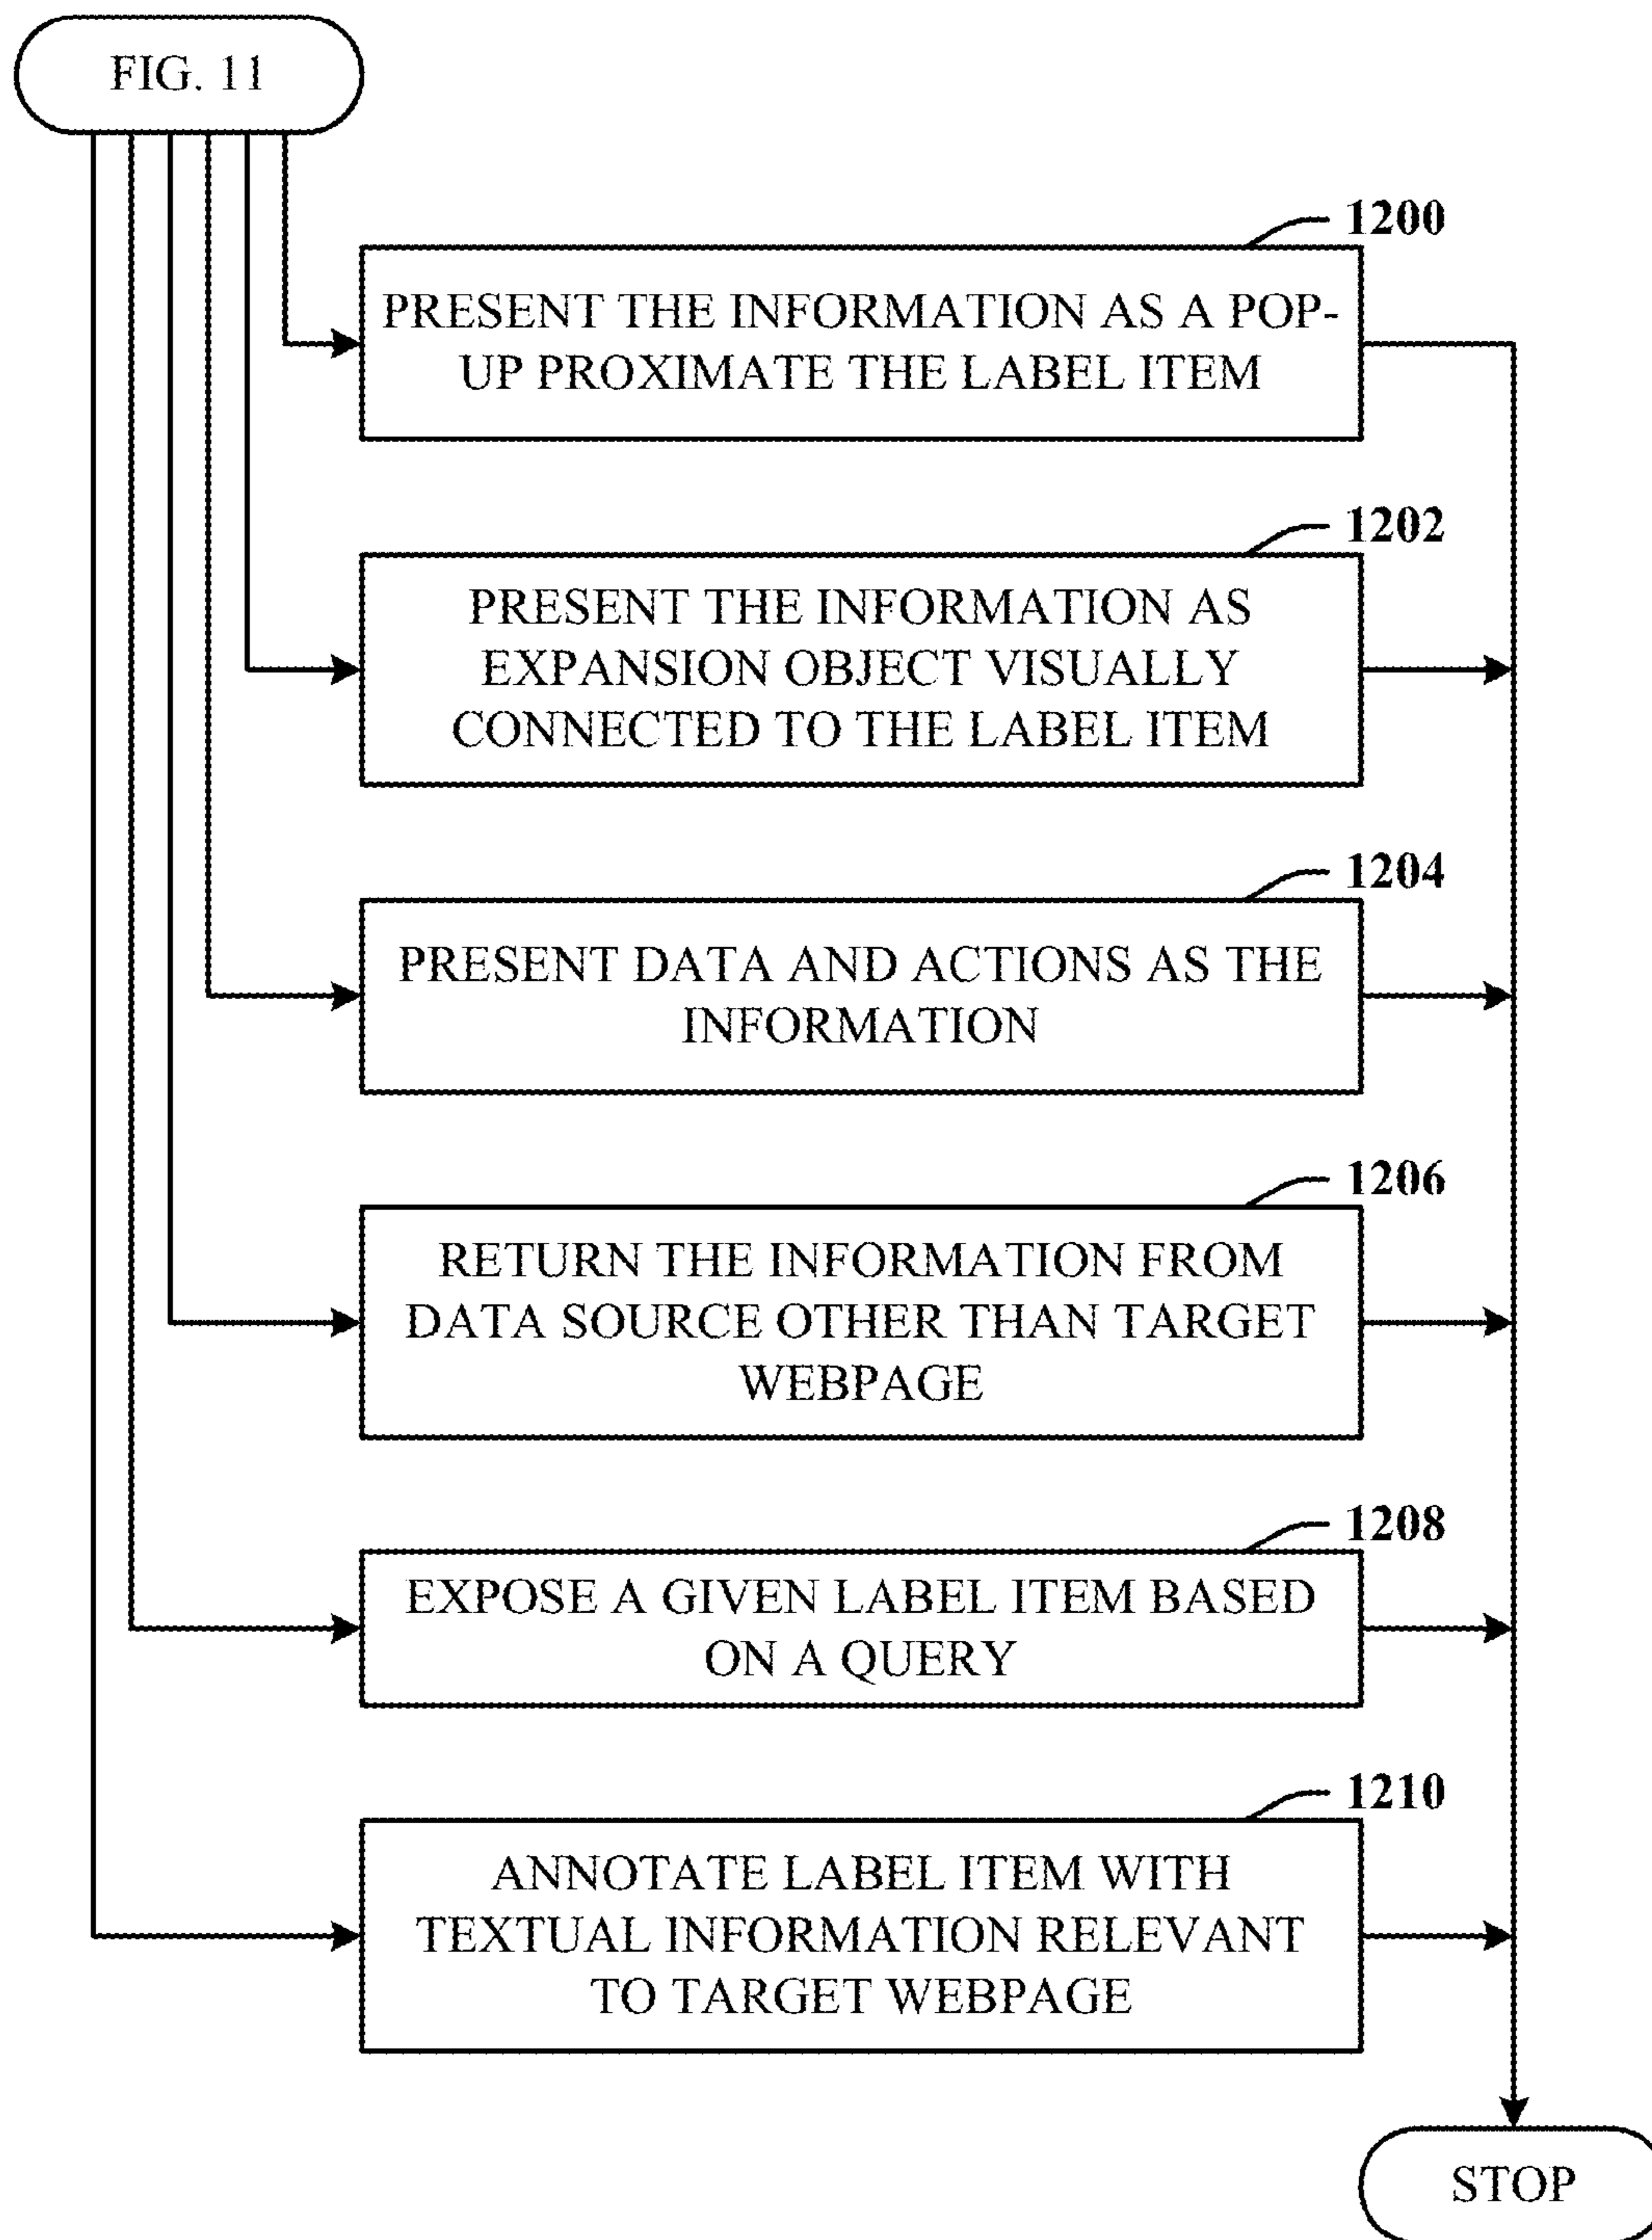 FIG. 11
1200
PRESENT THE INFORMATION AS A POP-
UP PROXIMATE THE LABEL ITEM
1202
PRESENT THE INFORMATION AS
EXPANSION OBJECT VISUALLY
CONNECTED TO THE LABEL ITEM
1204
PRESENT DATA AND ACTIONS AS THE
INFORMATION
1206
RETURN THE INFORMATION FROM
DATA SOURCE OTHER THAN TARGET
WEBPAGE
1208
EXPOSE A GIVEN LABEL ITEM BASED
ON A QUERY
1210
ANNOTATE LABEL ITEM WITH
TEXTUAL INFORMATION RELEVANT
TO TARGET WEBPAGE
STOP